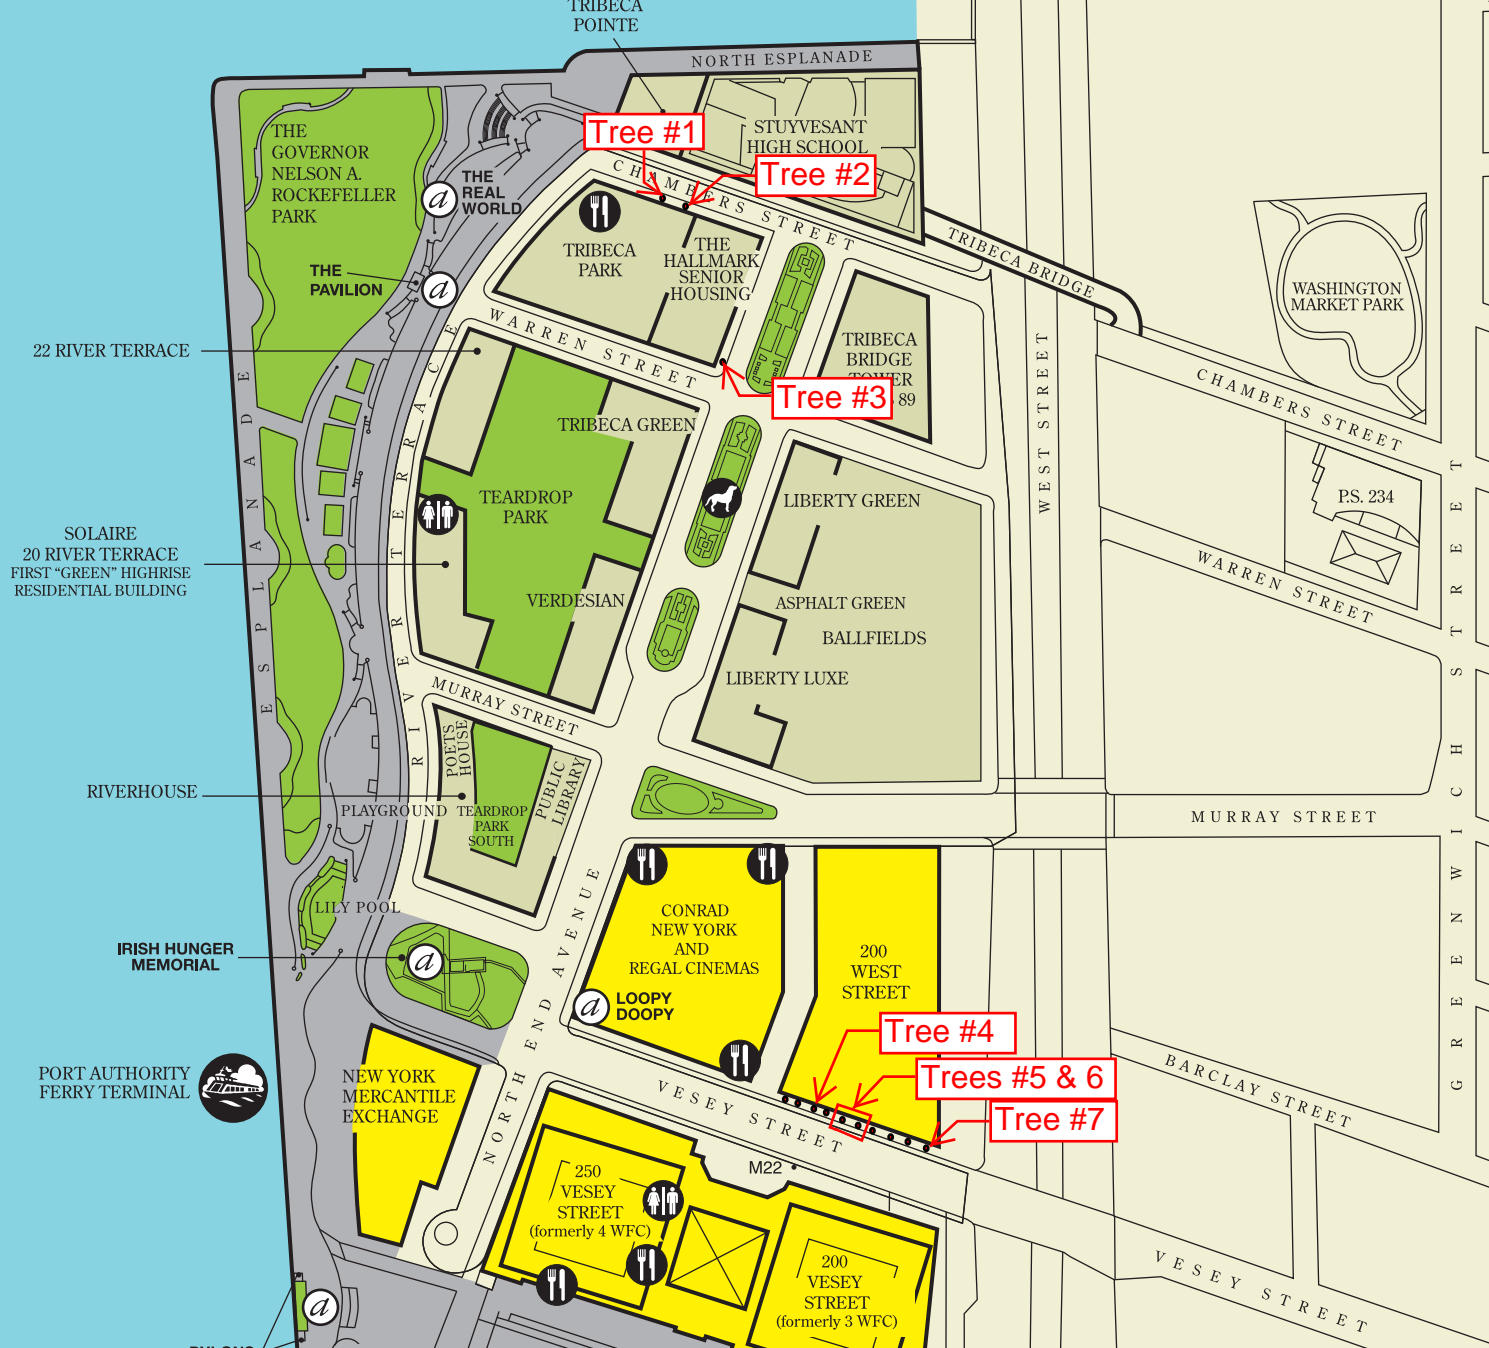 TRIBECA
POINTE
NORTH ESPLANADE
THE
GOVERNOR
NELSON A.
ROCKEFELLER
PARK
Tree #1
STUYVESANT
HIGH SCHOOL
Tree #2
CHAMBERS STREET
a
THE
REAL
WORLD
THE
PAVILION
a
TRIBECA
PARK
THE
HALLMARK
SENIOR
HOUSING
TRIBECA BRIDGE
WASHINGTON
MARKET PARK
22 RIVER TERRACE
WARREN STREET
TRIBECA
BRIDGE
TOWER
89
Tree #3
WEST STREET
CHAMBERS STREET
ESPLANADE
RIVER TERRACE
TRIBECA GREEN
TEARDROP
PARK
LIBERTY GREEN
P.S. 234
SOLAIRE
20 RIVER TERRACE
FIRST “GREEN” HIGHRISE
RESIDENTIAL BUILDING
WARREN STREET
VERDESIAN
ASPHALT GREEN
BALLFIELDS
LIBERTY LUXE
MURRAY STREET
POETS
HOUSE
PUBLIC
LIBRARY
RIVERHOUSE
PLAYGROUND
TEARDROP
PARK
SOUTH
MURRAY STREET
GREENWICH STREET
LILY POOL
IRISH HUNGER
MEMORIAL
a
NORTH END AVENUE
CONRAD
NEW YORK
AND
REGAL CINEMAS
200
WEST
STREET
a
LOOPY
DOOPY
Tree #4
Trees #5 & 6
Tree #7
BARCLAY STREET
PORT AUTHORITY
FERRY TERMINAL
NEW YORK
MERCANTILE
EXCHANGE
VESEY STREET
M22
250
VESEY
STREET
(formerly 4 WFC)
200
VESEY
STREET
(formerly 3 WFC)
VESEY STREET
a